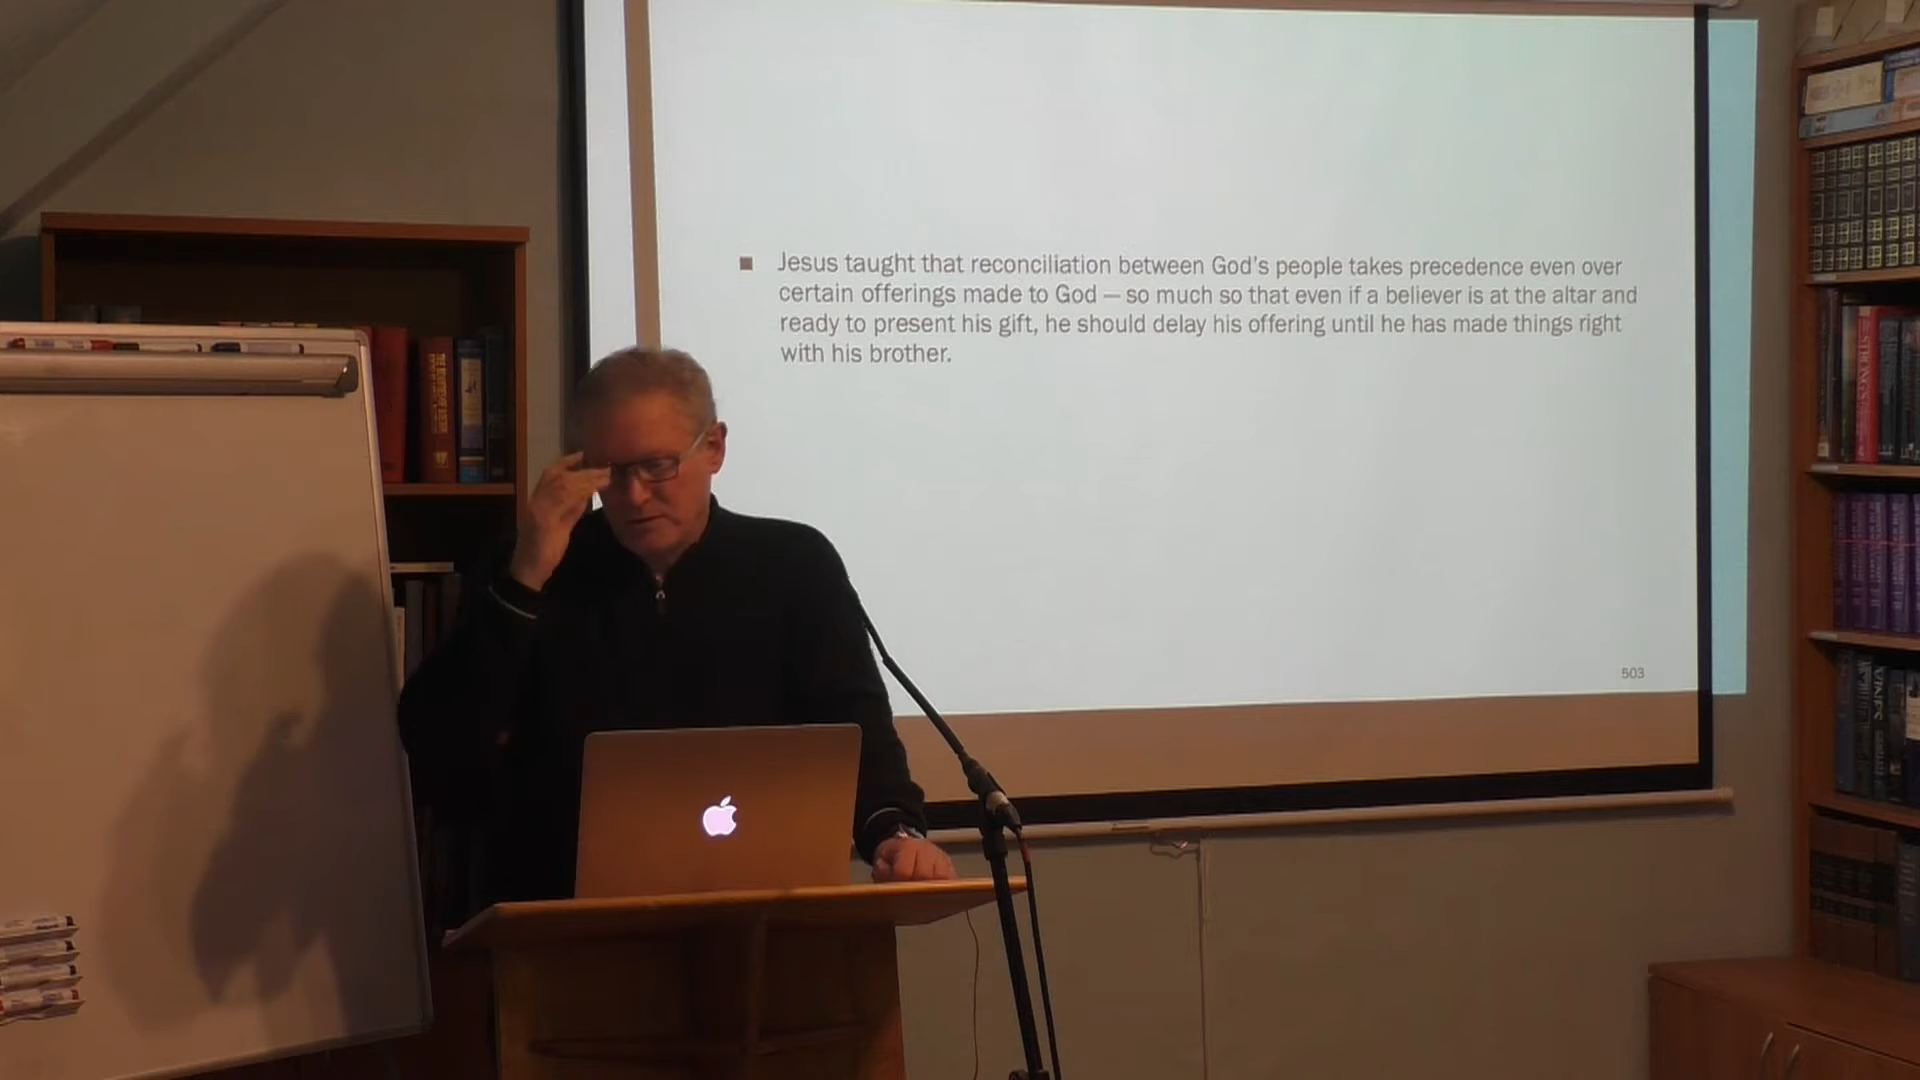 Jesus taught that reconciliation between God's people takes precedence even over
certain offerings made to God — so much so that even if a believer is at the altar and
ready to present his gift, he should delay his offering until he has made things right
with his brother.
503
STRONG'S